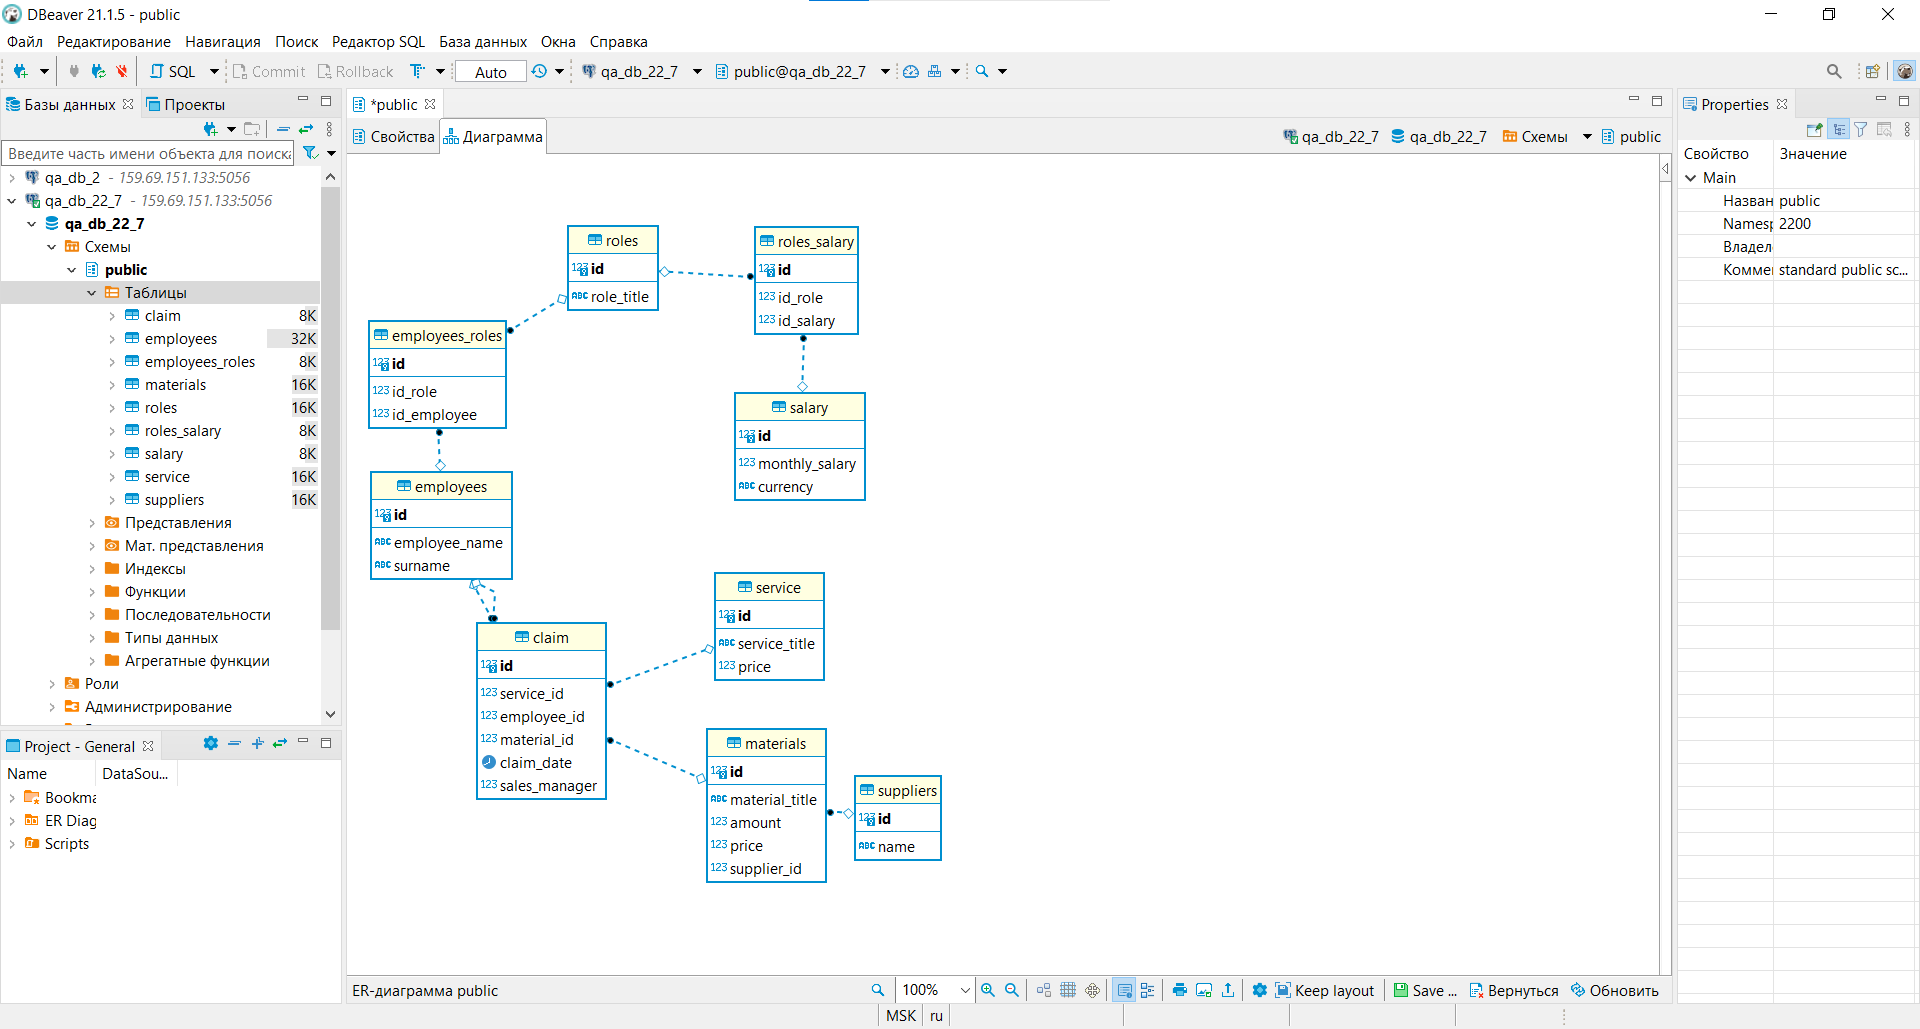 DBeaver 21.1.5 - public
Файл Редактирование Навигация Поиск Редактор SQL База данных Окна Справка
SQL Commit Rollback Auto qa_db_22_7 public@qa_db_22_7
Базы данных Проекты
Введите часть имени объекта для поиска
qa_db_2 - 159.69.151.133:5056
qa_db_22_7 - 159.69.151.133:5056
qa_db_22_7
Схемы
public
Таблицы
claim 8K
employees 32K
employees_roles 8K
materials 16K
roles 16K
roles_salary 8K
salary 8K
service 16K
suppliers 16K
Представления
Мат. представления
Индексы
Функции
Последовательности
Типы данных
Агрегатные функции
Роли
Администрирование
Project - General
Name DataSou...
Bookma
ER Diag
Scripts
*public
Свойства Диаграмма qa_db_22_7 qa_db_22_7 Схемы public
roles
id
role_title
roles_salary
id
id_role
id_salary
employees_roles
id
id_role
id_employee
salary
id
monthly_salary
currency
employees
id
employee_name
surname
service
id
service_title
price
claim
id
service_id
employee_id
material_id
claim_date
sales_manager
materials
id
material_title
amount
price
supplier_id
suppliers
id
name
ER-диаграмма public 100% Keep layout Save ... Вернуться Обновить
MSK ru
Properties
Свойство Значение
Main
Назван public
Namesp 2200
Владел
Коммен standard public sc...